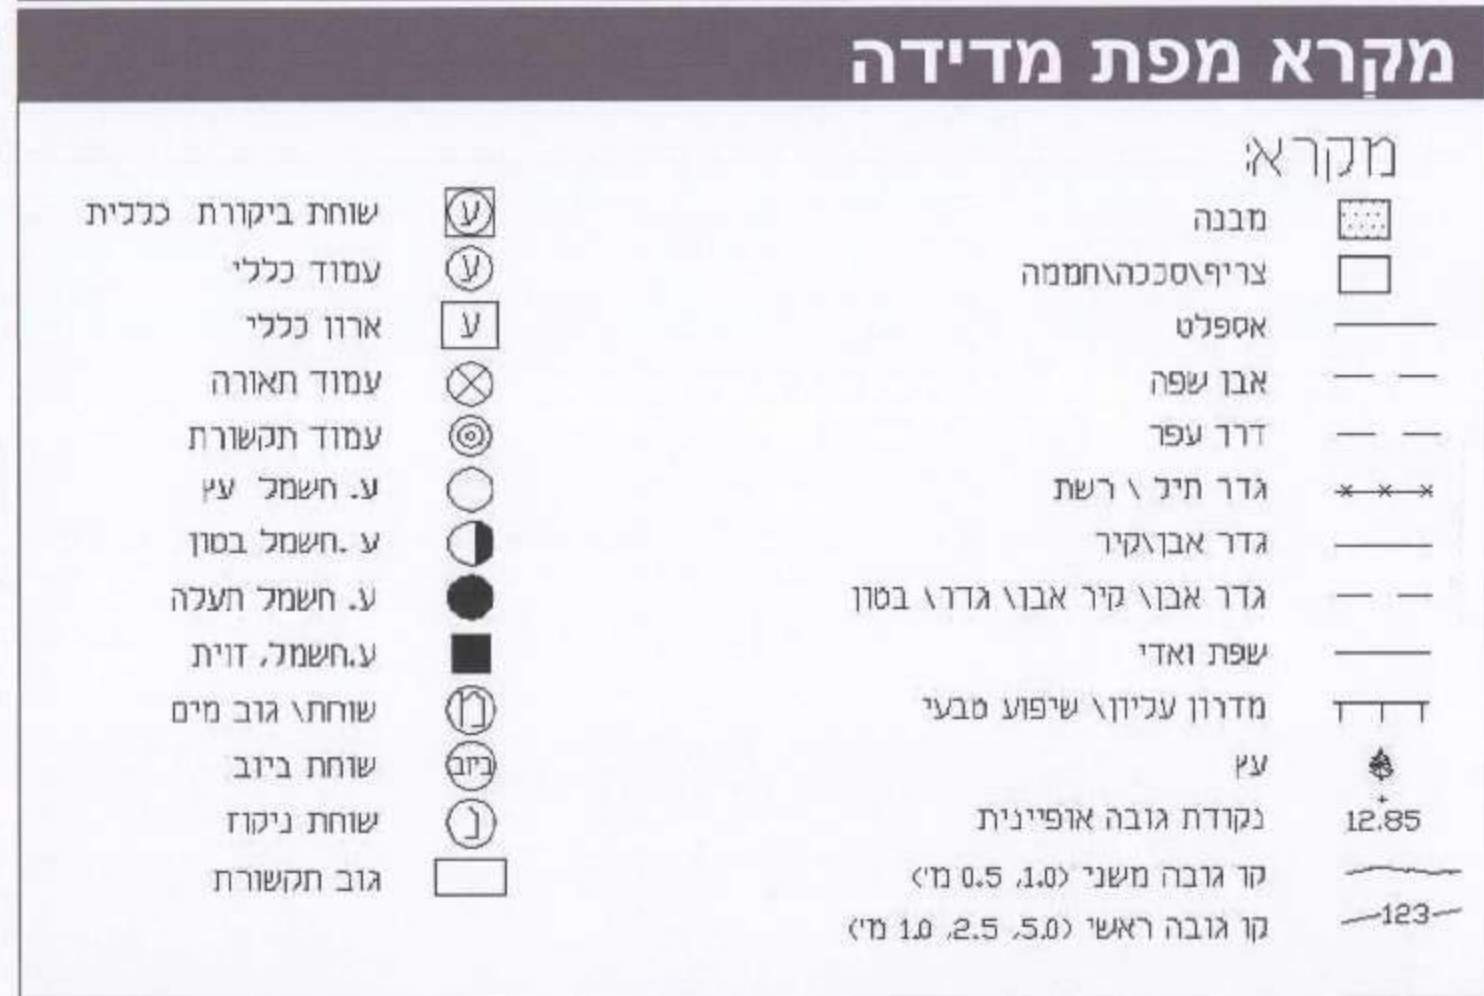 מקרא מפת מדידה
מקרא:
מבנה
צריף\סככה\חממה
אספלט
אבן שפה
דרך עפר
גדר תיל \ רשת
גדר אבן\קיר
גדר אבן\ קיר אבן\ גדר\ בטון
שפת ואדי
מדרון עליון\ שיפוע טבעי
עץ
נקודת גובה אופיינית 12.85
קו גובה משני (1.0, 0.5 מ')
קו גובה ראשי (5.0, 2.5, 1.0 מ') 123
ע שוחת ביקורת כללית
ע עמוד כללי
ע ארון כללי
עמוד תאורה
עמוד תקשורת
ע. חשמל עץ
ע .חשמל בטון
ע. חשמל תעלה
ע.חשמל, זוית
מ שוחת\ גוב מים
ביוב שוחת ביוב
נ שוחת ניקוז
גוב תקשורת